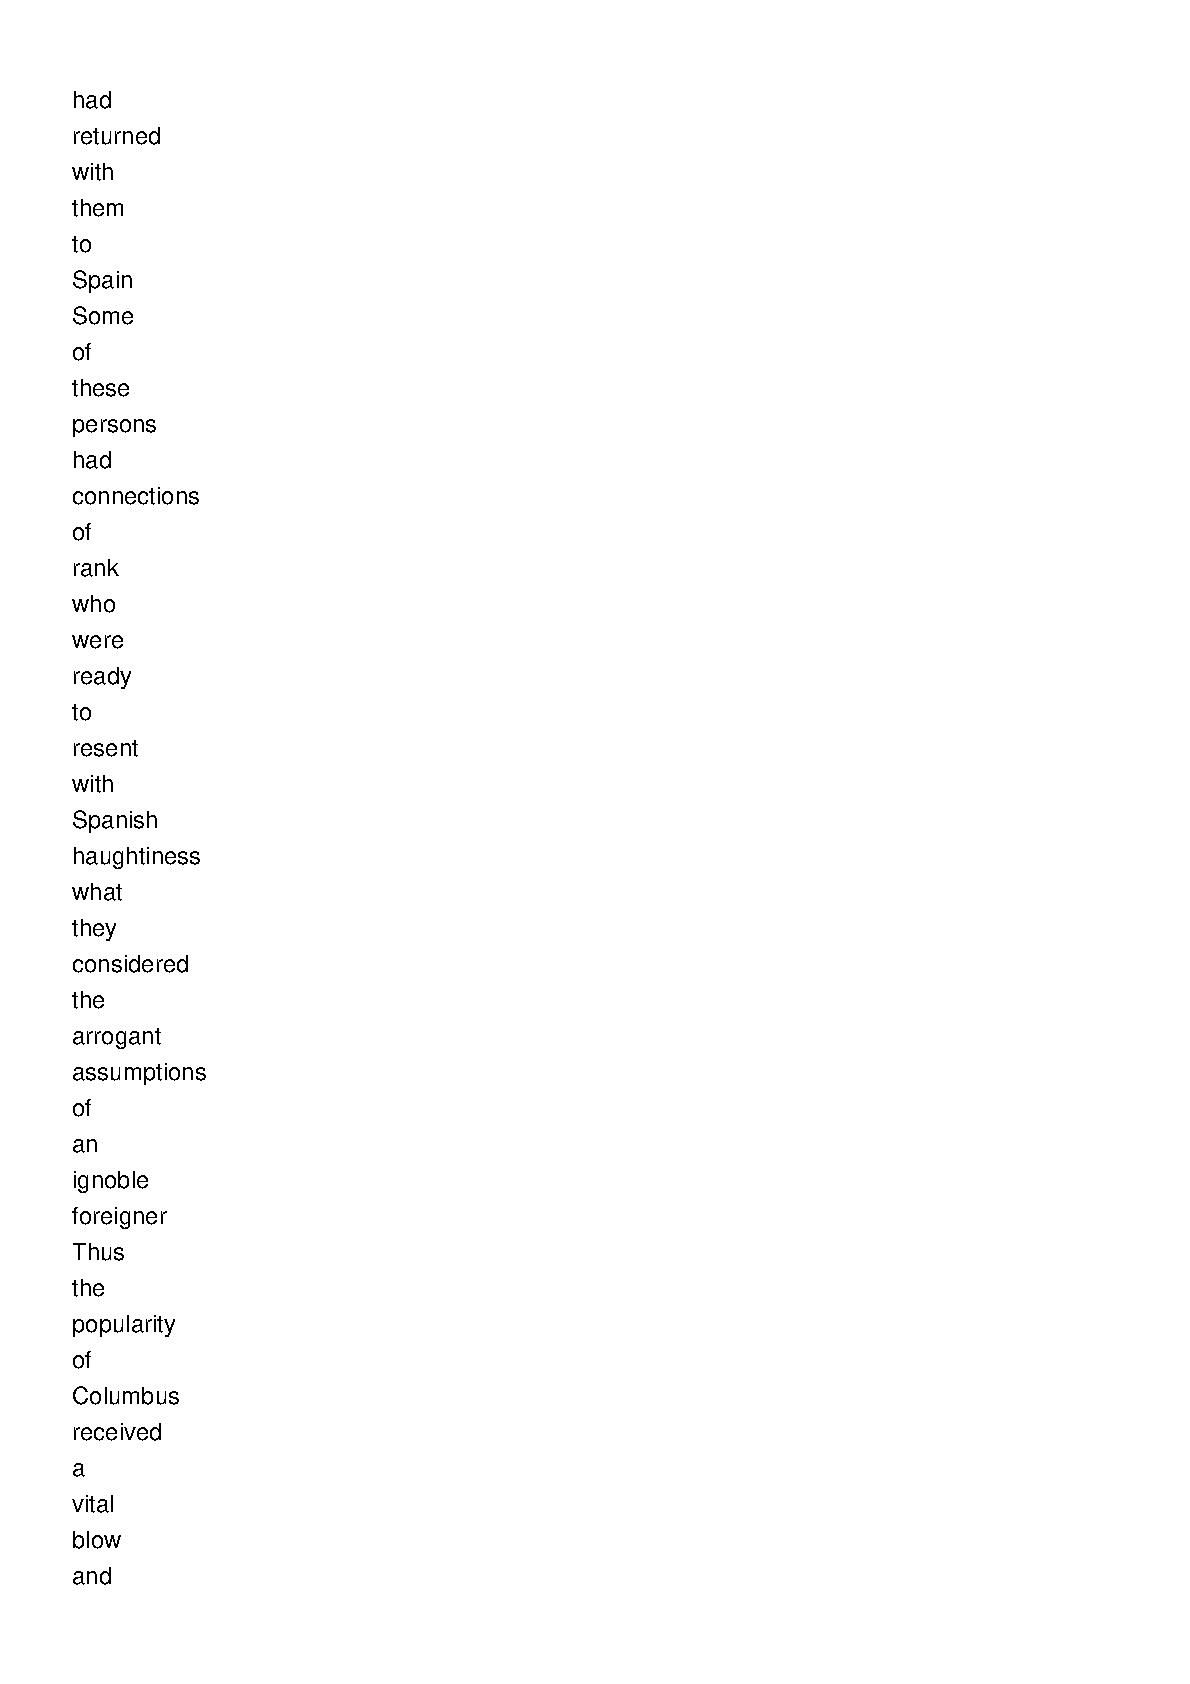 had
returned
with
them
to
Spain
Some
of
these
persons
had
connections
of
rank
who
were
ready
to
resent
with
Spanish
haughtiness
what
they
considered
the
arrogant
assumptions
of
an
ignoble
foreigner
Thus
the
popularity
of
Columbus
received
a
vital
blow
and